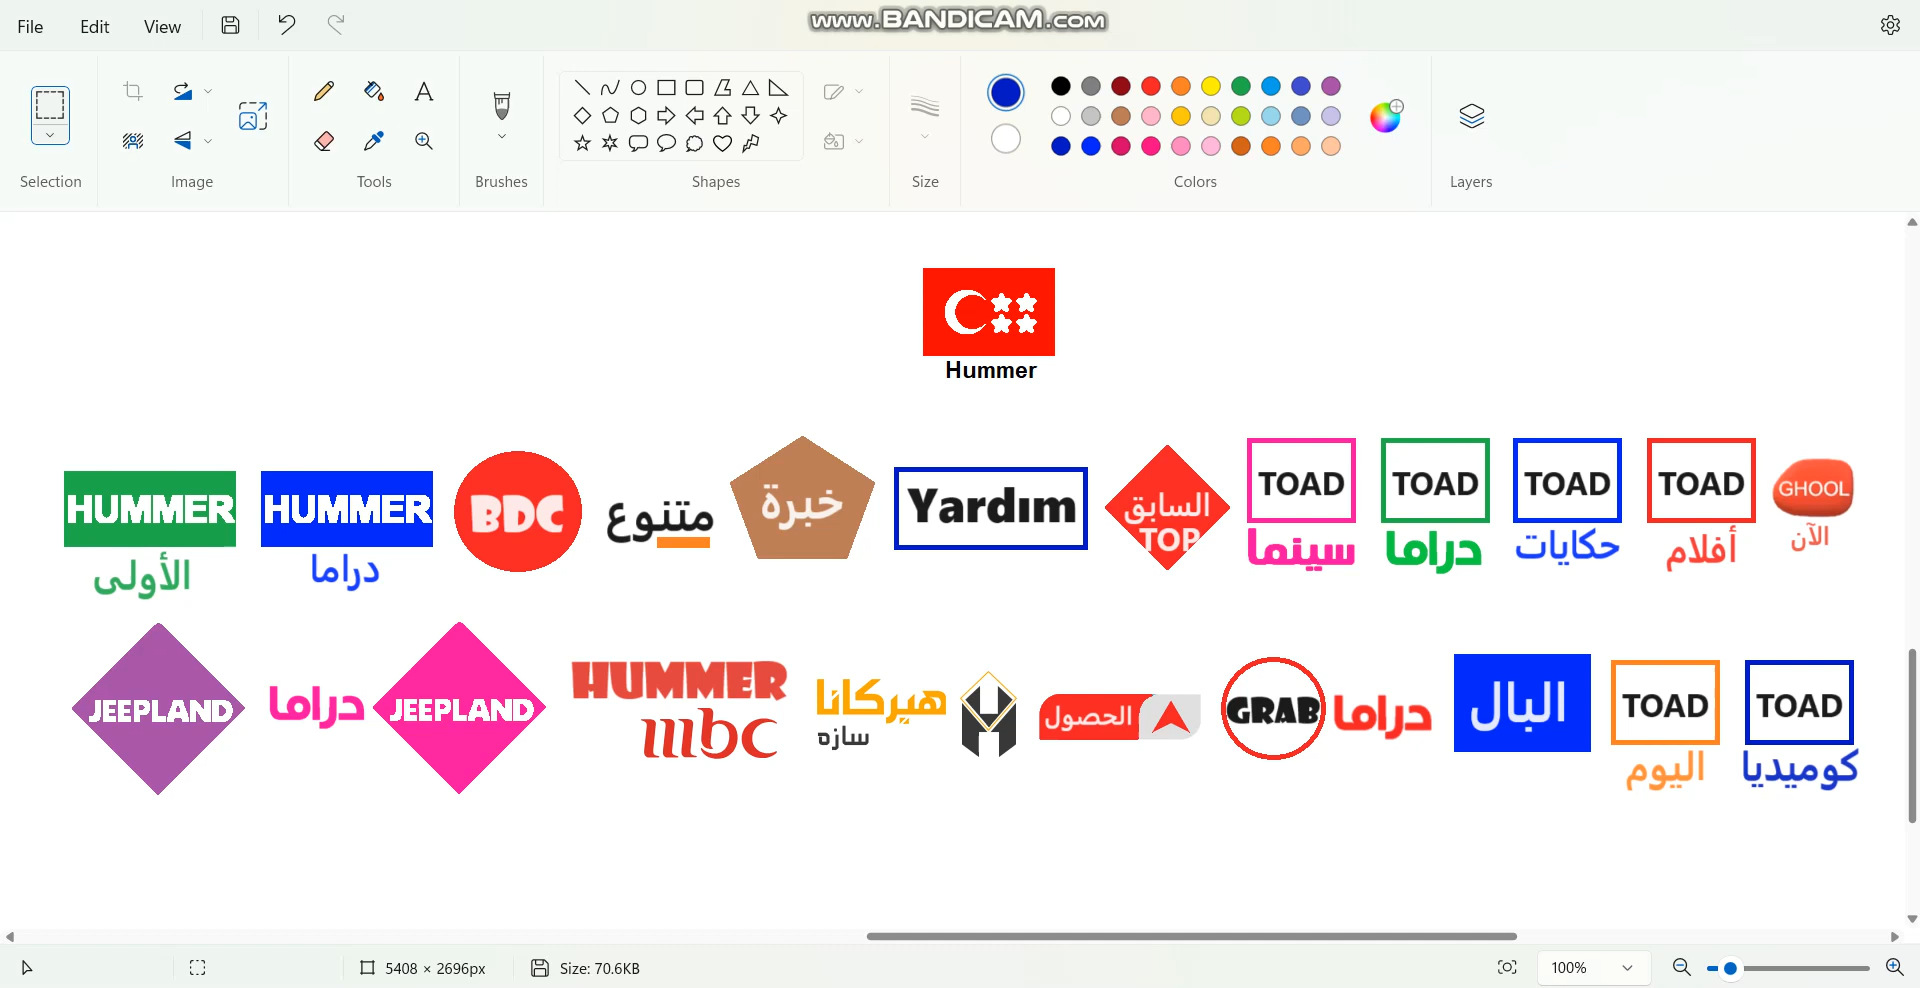 File Edit View
www.BANDICAM.com
Selection Image Tools Brushes Shapes Size Colors Layers
Hummer
HUMMER
الأولى
HUMMER
دراما
BDC
متنوع
خبرة
Yardım
السابق
TOP
TOAD
سينما
TOAD
دراما
TOAD
حكايات
TOAD
أفلام
GHOOL
الآن
JEEPLAND
دراما
JEEPLAND
HUMMER
mbc
هيركانا
سازه
الحصول
GRAB
دراما
البال
TOAD
اليوم
TOAD
كوميديا
5408 × 2696px Size: 70.6KB 100%